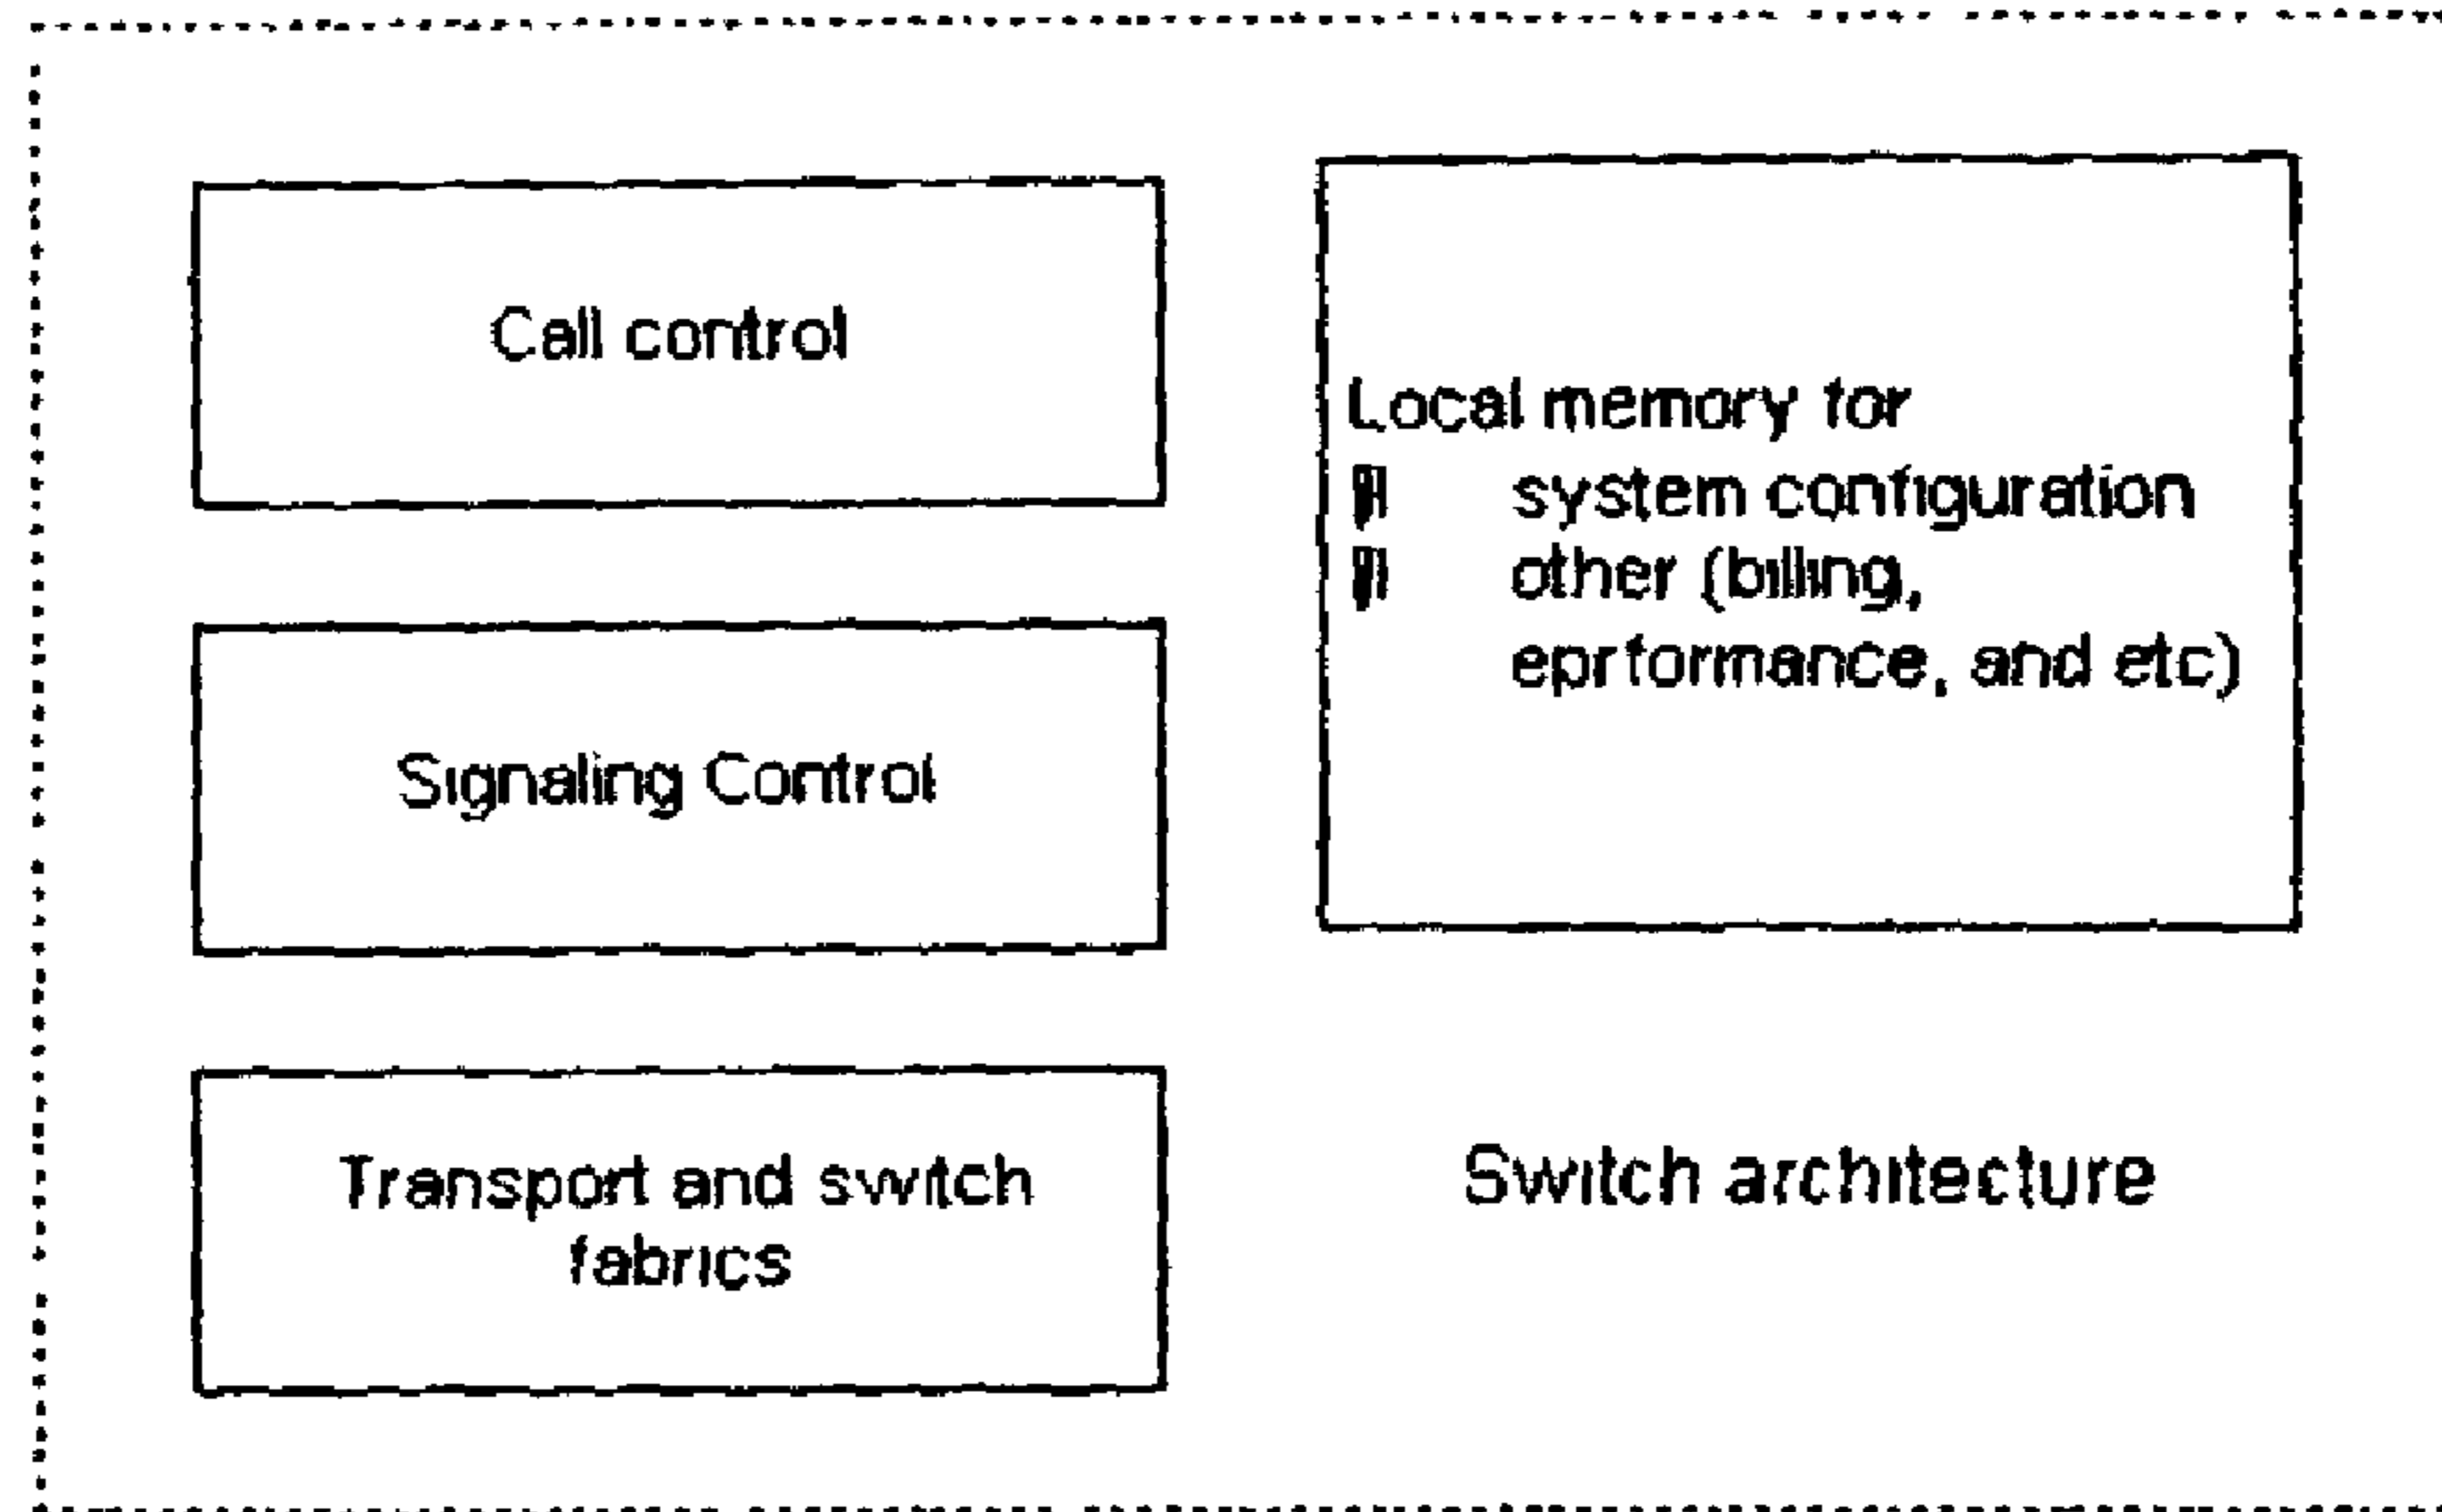 Call control
Local memory for
system configuration
other (billing,
eprformance, and etc)
Signaling Control
Transport and switch
fabrics
Switch architecture